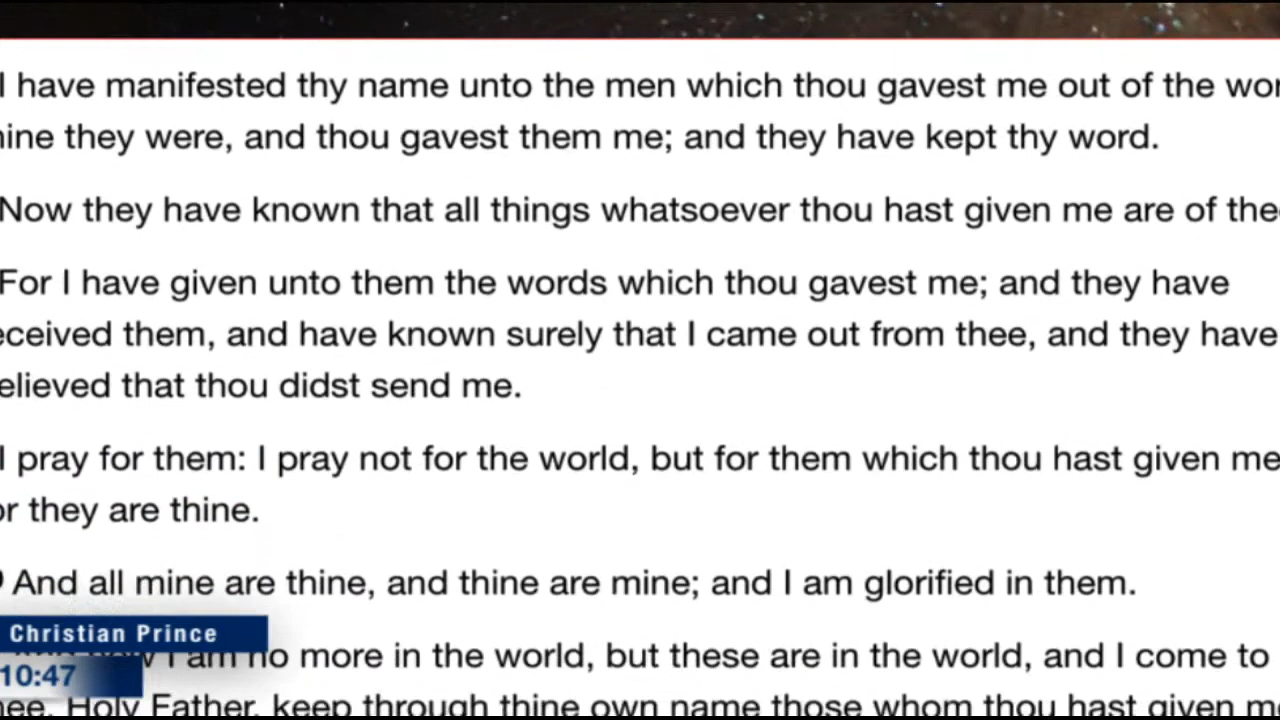 I have manifested thy name unto the men which thou gavest me out of the
they were, and thou gavest them me; and they have kept thy word.
Now they have known that all things whatsoever thou hast given me are of
For I have given unto them the words which thou gavest me; and they have
them, and have known surely that I came out from thee, and they have
that thou didst send me.
I pray for them: I pray not for the world, but for them which thou hast given me
they are thine.
And all mine are thine, and thine are mine; and I am glorified in them.
Christian Prince
I am no more in the world, but these are in the world, and I come to
10:47
Holy Father, keep through thine own name those whom thou hast given